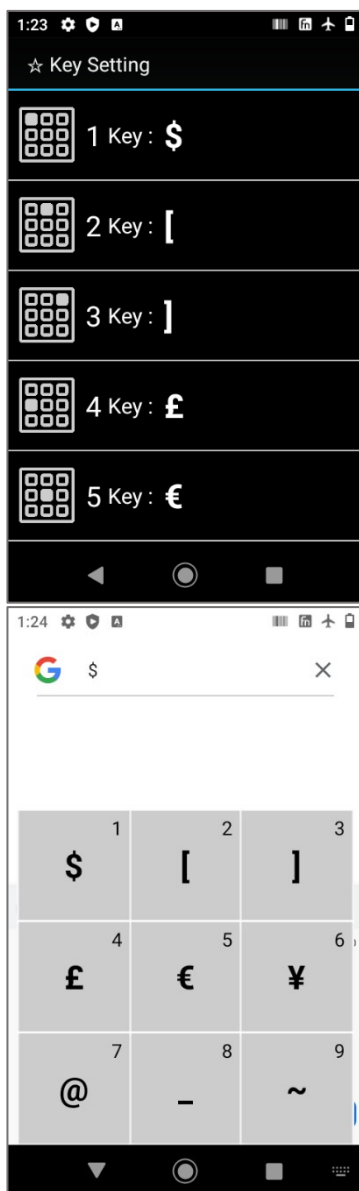 1:23
☆ Key Setting
1 Key : $
2 Key : [
3 Key : ]
4 Key : £
5 Key : €
1:24
G $
1 2 3
$ [ ]
4 5 6
£ € ¥
7 8 9
@ _ ~